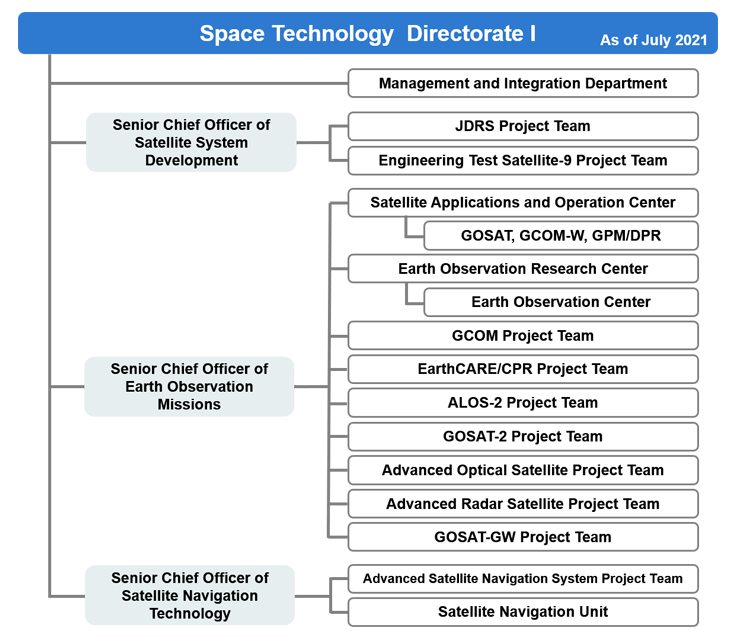 Space Technology Directorate I
As of July 2021
Management and Integration Department
Senior Chief Officer of
Satellite System
Development
JDRS Project Team
Engineering Test Satellite-9 Project Team
Satellite Applications and Operation Center
GOSAT, GCOM-W, GPM/DPR
Earth Observation Research Center
Earth Observation Center
Senior Chief Officer of
Earth Observation
Missions
GCOM Project Team
EarthCARE/CPR Project Team
ALOS-2 Project Team
GOSAT-2 Project Team
Advanced Optical Satellite Project Team
Advanced Radar Satellite Project Team
GOSAT-GW Project Team
Senior Chief Officer of
Satellite Navigation
Technology
Advanced Satellite Navigation System Project Team
Satellite Navigation Unit